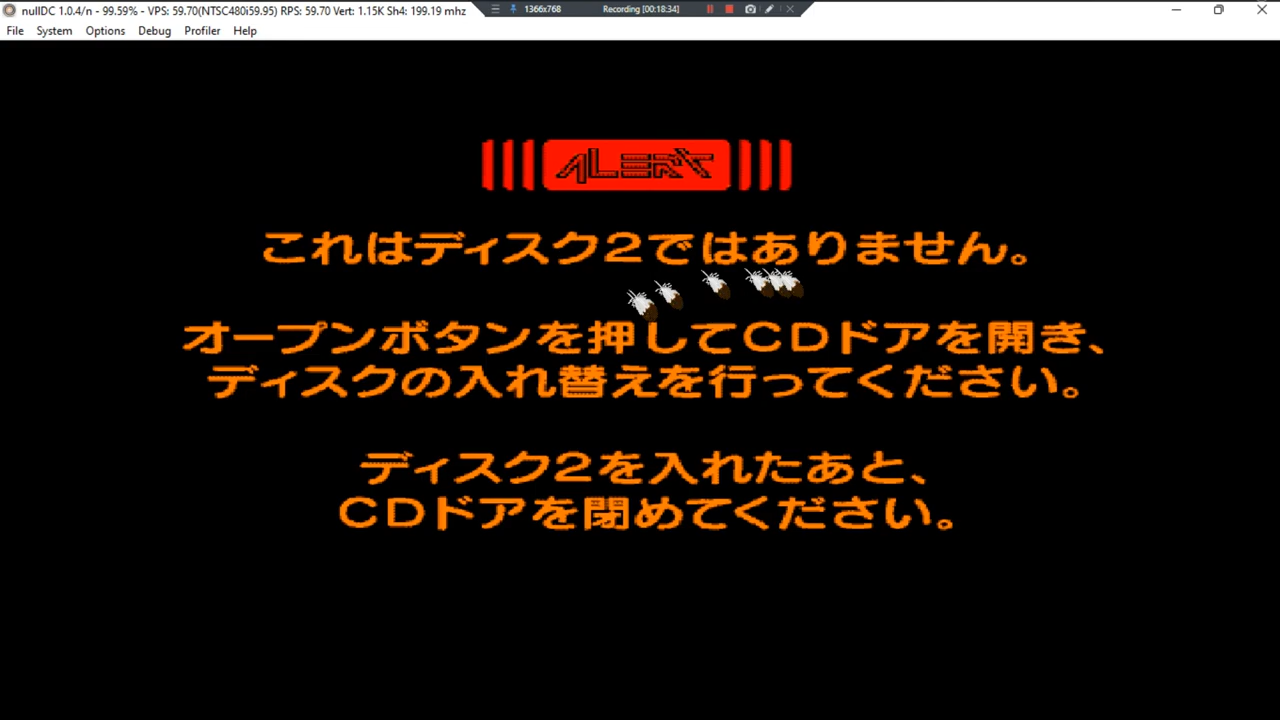 nullDC 1.0.4/n - 99.59% - VPS: 59.70(NTSC480i59.95) RPS: 59.70 Vert: 1.15K Sh4: 199.19 mhz
1366x768
Recording [00:18:34]
File System Options Debug Profiler Help
ALERT
これはディスク2ではありません。
オープンボタンを押してCDドアを開き、
ディスクの入れ替えを行ってください。
ディスク2を入れたあと、
CDドアを閉めてください。